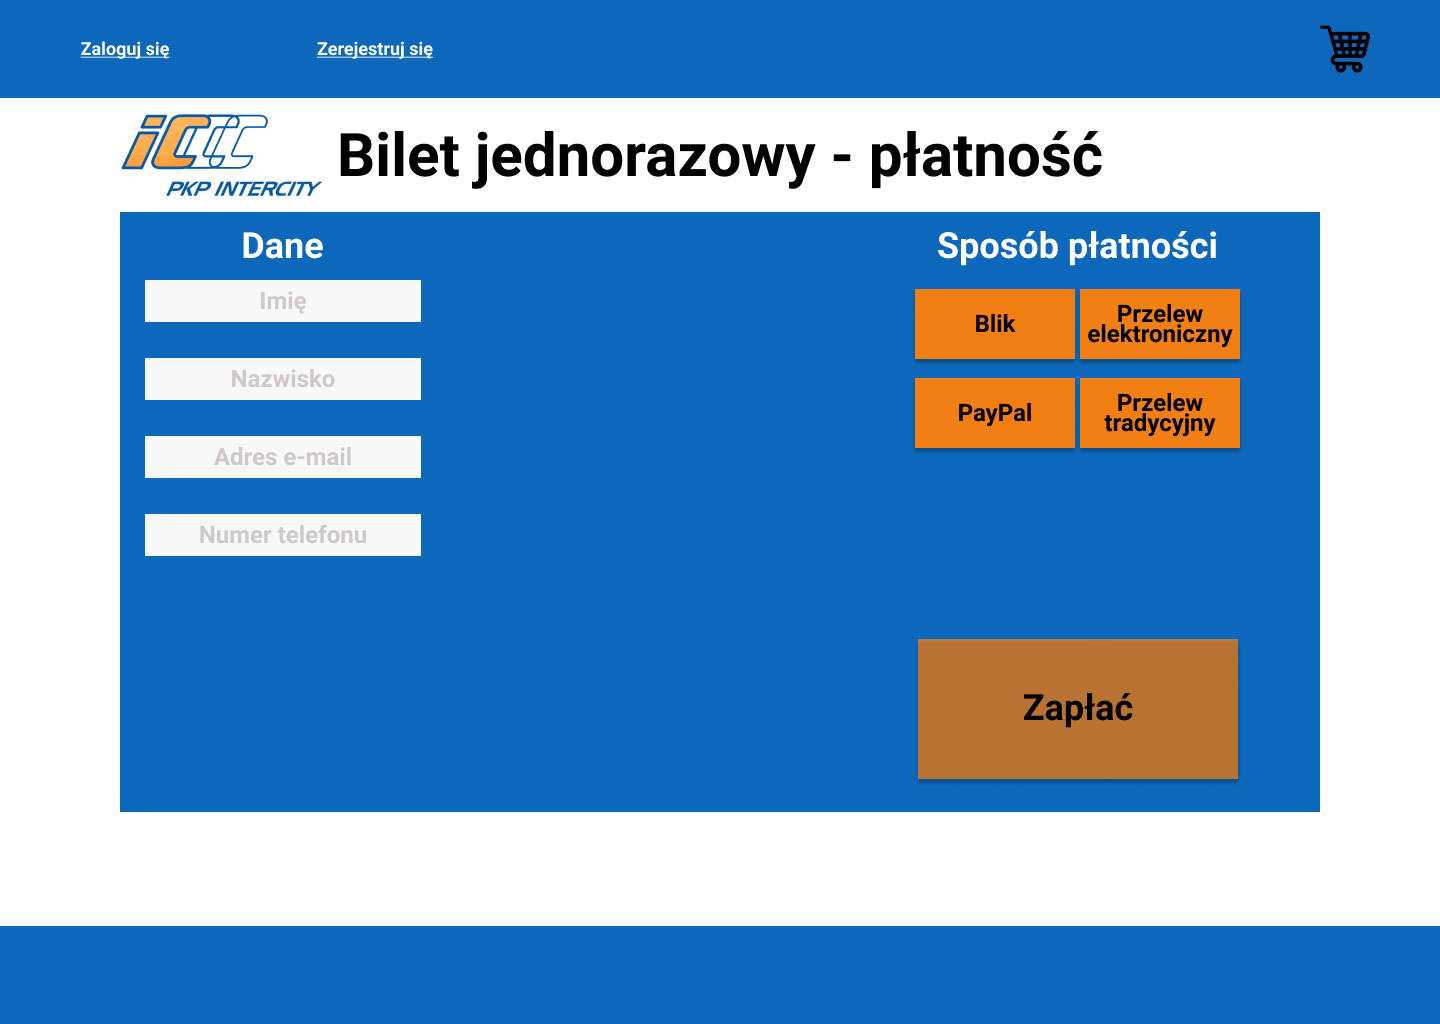 Zaloguj się
Zerejestruj się
PKP INTERCITY
Bilet jednorazowy - płatność
Dane
Imię
Nazwisko
Adres e-mail
Numer telefonu
Sposób płatności
Blik
Przelew
elektroniczny
PayPal
Przelew
tradycyjny
Zapłać